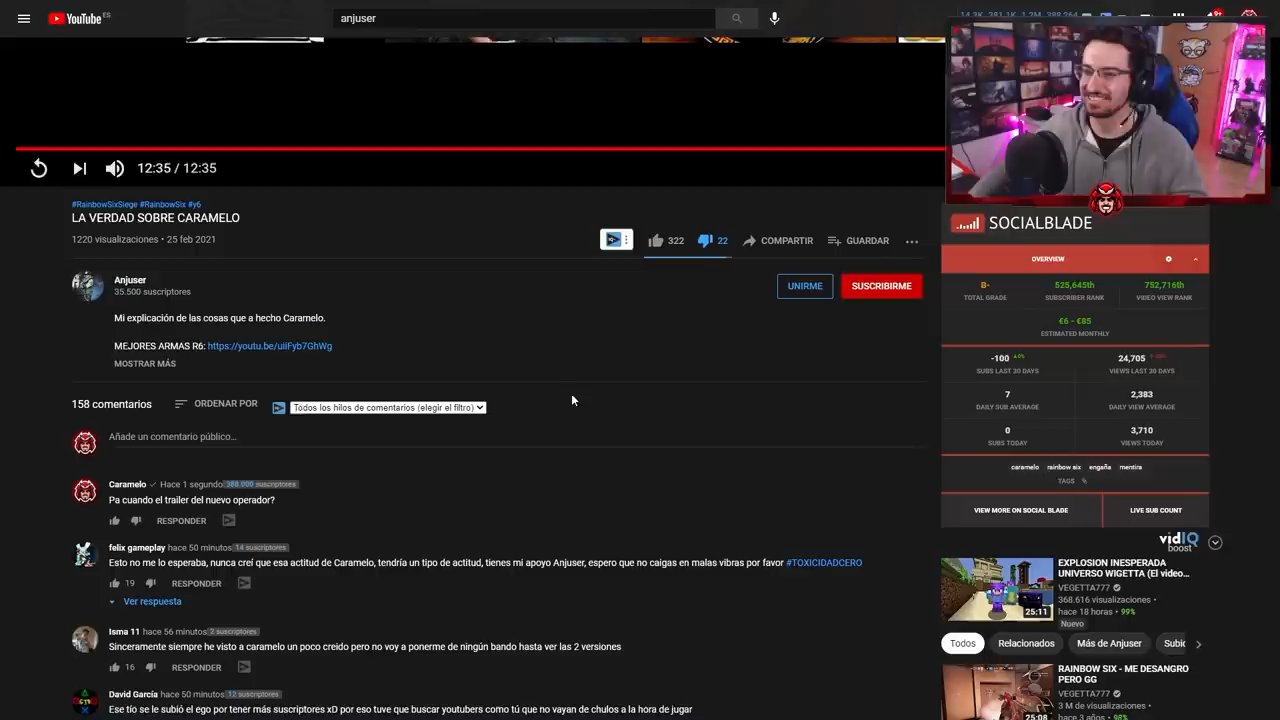 YouTube ES
anjuser
9+
12:35 / 12:35
#RainbowSixSiege #RainbowSix #y6
LA VERDAD SOBRE CARAMELO
1220 visualizaciones • 25 feb 2021
322
22
COMPARTIR
GUARDAR
Anjuser
35.500 suscriptores
UNIRME
SUSCRIBIRME
Mi explicación de las cosas que a hecho Caramelo.
MEJORES ARMAS R6: https://youtu.be/uiiFyb7GhWg
MOSTRAR MÁS
158 comentarios
ORDENAR POR
Todos los hilos de comentarios (elegir el filtro)
Añade un comentario público...
Caramelo Hace 1 segundo 388.000 suscriptores
Pa cuando el trailer del nuevo operador?
RESPONDER
felix gameplay hace 50 minutos 14 suscriptores
Esto no me lo esperaba, nunca creí que esa actitud de Caramelo, tendría un tipo de actitud, tienes mi apoyo Anjuser, espero que no caigas en malas vibras por favor #TOXICIDADCERO
19 RESPONDER
Ver respuesta
Isma 11 hace 56 minutos 2 suscriptores
Sinceramente siempre he visto a caramelo un poco creido pero no voy a ponerme de ningún bando hasta ver las 2 versiones
16 RESPONDER
David García hace 50 minutos 12 suscriptores
Ese tío se le subió el ego por tener más suscriptores xD por eso tuve que buscar youtubers como tú que no vayan de chulos a la hora de jugar
SOCIALBLADE
OVERVIEW
B- 525,645th 752,716th
TOTAL GRADE SUBSCRIBER RANK VIDEO VIEW RANK
€6 - €85
ESTIMATED MONTHLY
-100 24,705
SUBS LAST 30 DAYS VIEWS LAST 30 DAYS
7 2,383
DAILY SUB AVERAGE DAILY VIEW AVERAGE
0 3,710
SUBS TODAY VIEWS TODAY
caramelo rainbow six engaña mentira
TAGS
VIEW MORE ON SOCIAL BLADE LIVE SUB COUNT
vidIQ
boost
EXPLOSION INESPERADA
UNIVERSO WIGETTA (El video...
VEGETTA777
368.616 visualizaciones •
hace 18 horas • 99%
Nuevo
25:11
Todos Relacionados Más de Anjuser
RAINBOW SIX - ME DESANGRO
PERO GG
VEGETTA777
3 M de visualizaciones •
hace 3 años • 98%
25:08